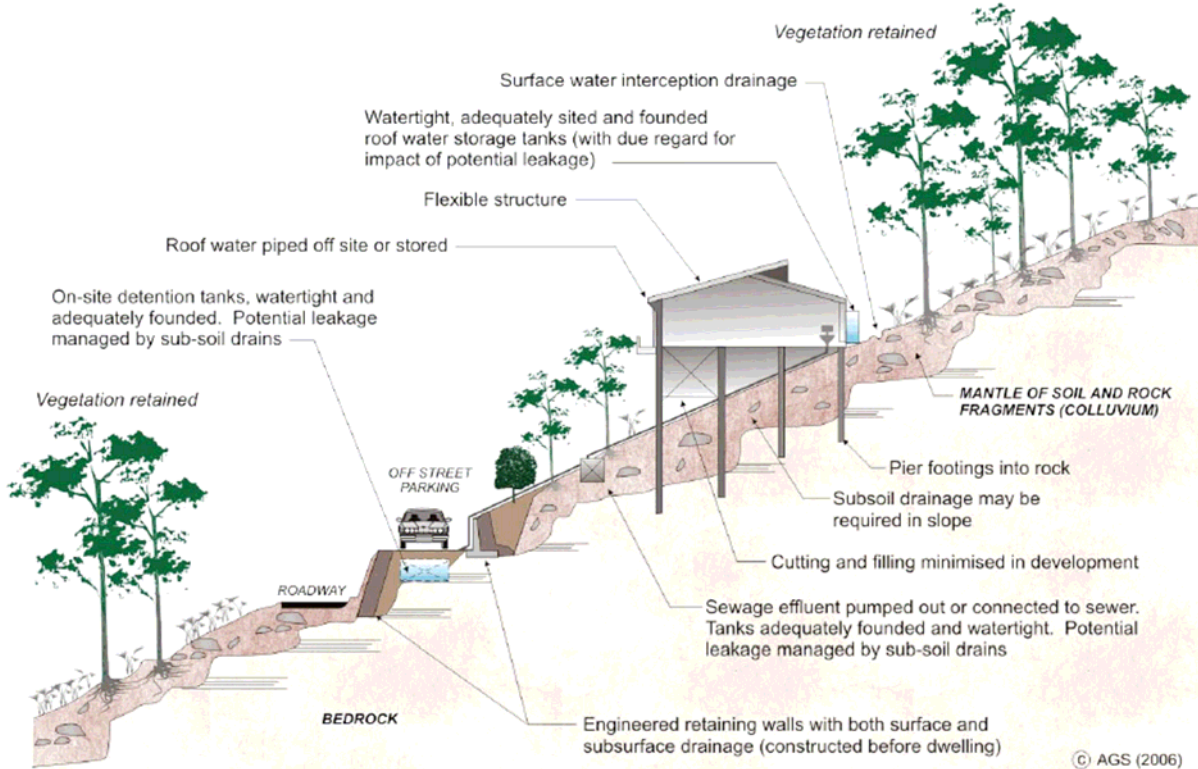 Vegetation retained
Surface water interception drainage
Watertight, adequately sited and founded
roof water storage tanks (with due regard for
impact of potential leakage)
Flexible structure
Roof water piped off site or stored
On-site detention tanks, watertight and
adequately founded. Potential leakage
managed by sub-soil drains
Vegetation retained
MANTLE OF SOIL AND ROCK
FRAGMENTS (COLLUVIUM)
OFF STREET
PARKING
Pier footings into rock
Subsoil drainage may be
required in slope
Cutting and filling minimised in development
ROADWAY
Sewage effluent pumped out or connected to sewer.
Tanks adequately founded and watertight. Potential
leakage managed by sub-soil drains
BEDROCK
Engineered retaining walls with both surface and
subsurface drainage (constructed before dwelling)
© AGS (2006)